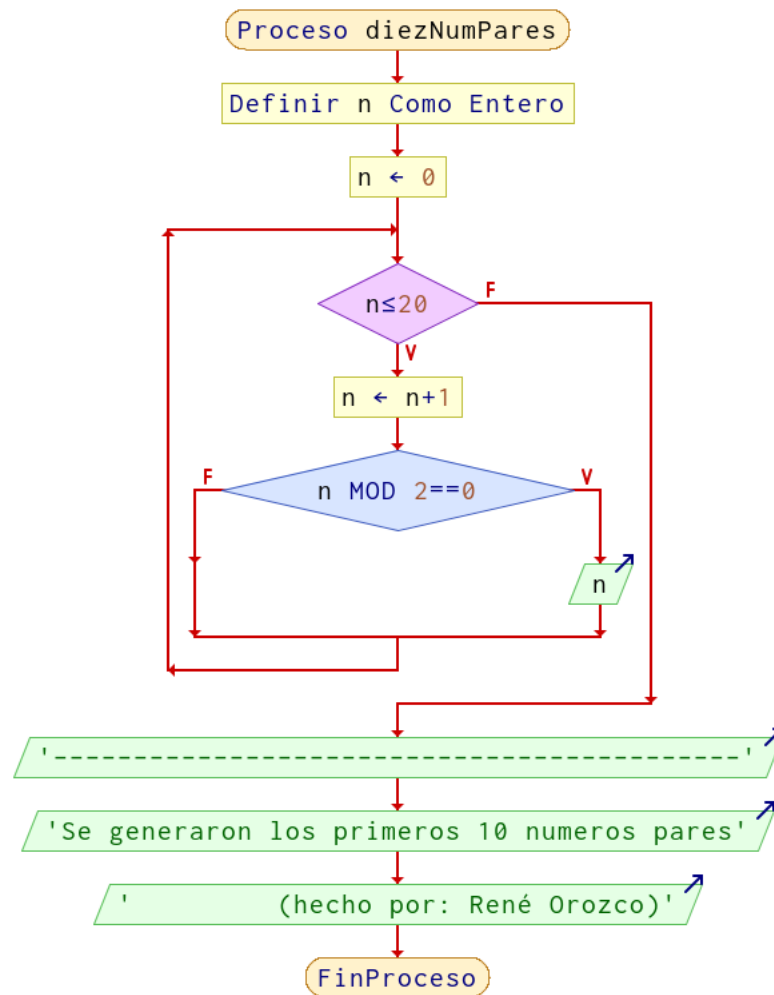 Proceso diezNumPares
Definir n Como Entero
n ← 0
n≤20
F
V
n ← n+1
F
n MOD 2==0
V
n
'-----------------------------------------'
'Se generaron los primeros 10 numeros pares'
'         (hecho por: René Orozco)'
FinProceso